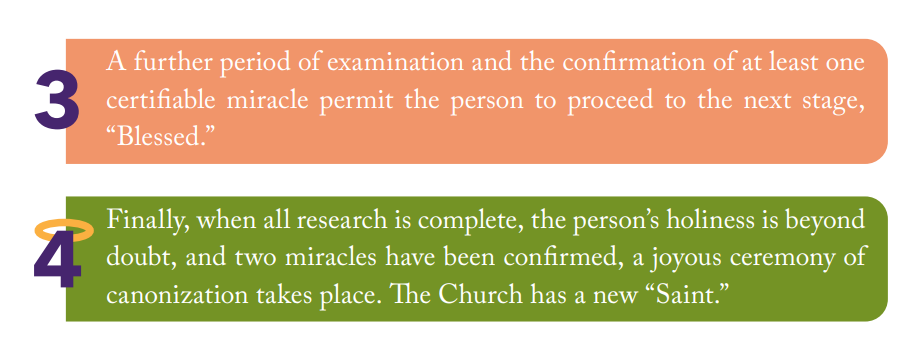 3
A further period of examination and the confirmation of at least one
certifiable miracle permit the person to proceed to the next stage,
“Blessed.”
4
Finally, when all research is complete, the person’s holiness is beyond
doubt, and two miracles have been confirmed, a joyous ceremony of
canonization takes place. The Church has a new “Saint.”